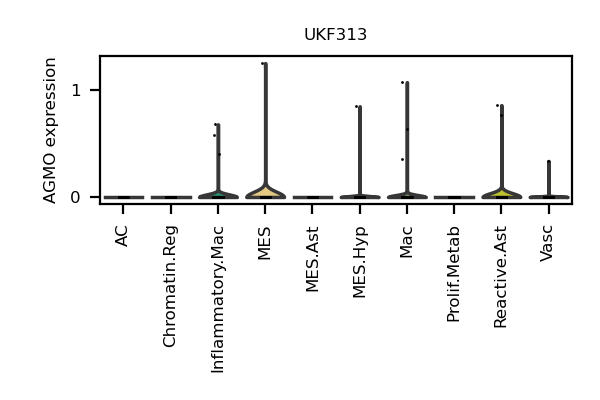 UKF313
AGMO expression
1
0
AC
Chromatin.Reg
Inflammatory.Mac
MES
MES.Ast
MES.Hyp
Mac
Prolif.Metab
Reactive.Ast
Vasc